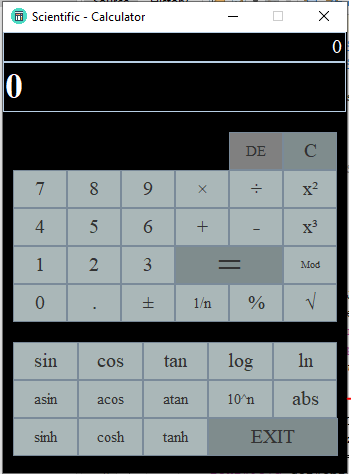 Scientific - Calculator
0
0
DE C
7 8 9 × ÷ x²
4 5 6 + - x³
1 2 3 = Mod
0 . ± 1/n % √
sin cos tan log ln
asin acos atan 10^n abs
sinh cosh tanh EXIT